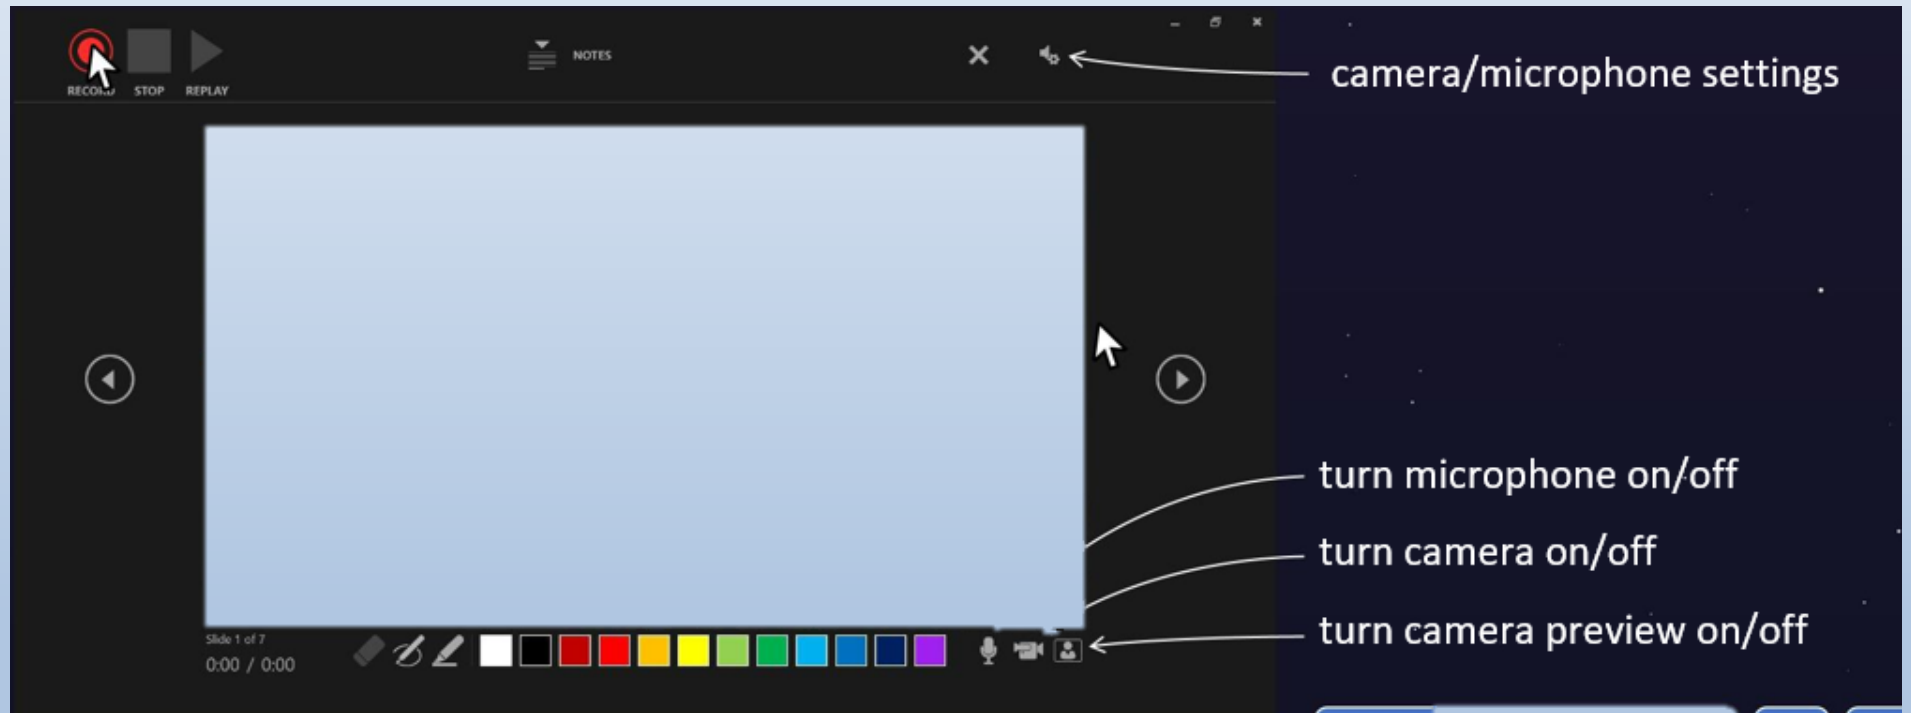 RECORD STOP REPLAY
NOTES
camera/microphone settings
turn microphone on/off
turn camera on/off
turn camera preview on/off
Slide 1 of 7
0:00 / 0:00